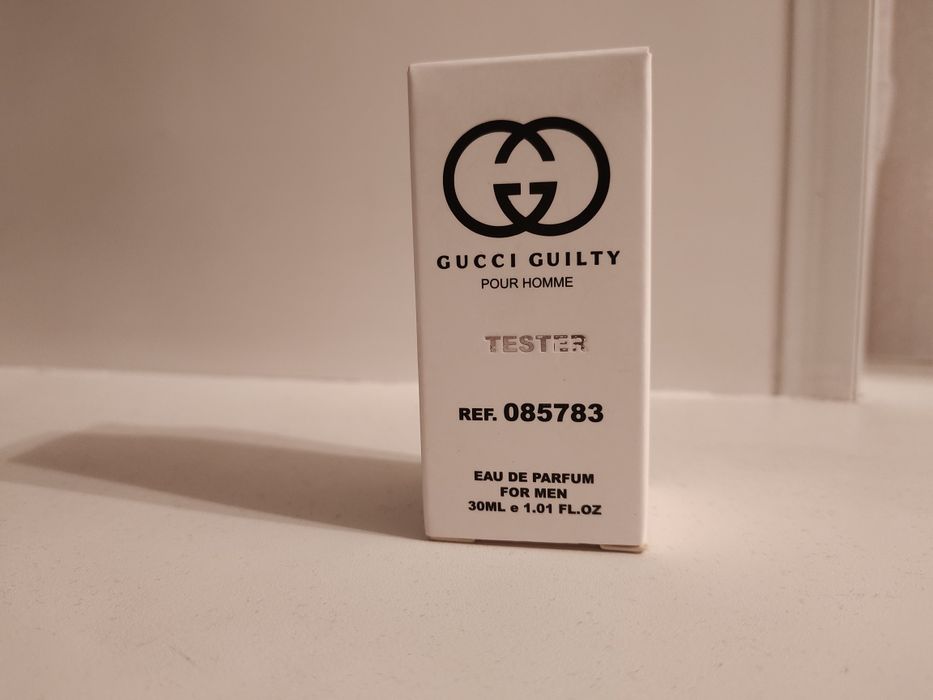 GUCCI GUILTY
POUR HOMME
TESTER
REF. 085783
EAU DE PARFUM
FOR MEN
30ML e 1.01 FL.OZ